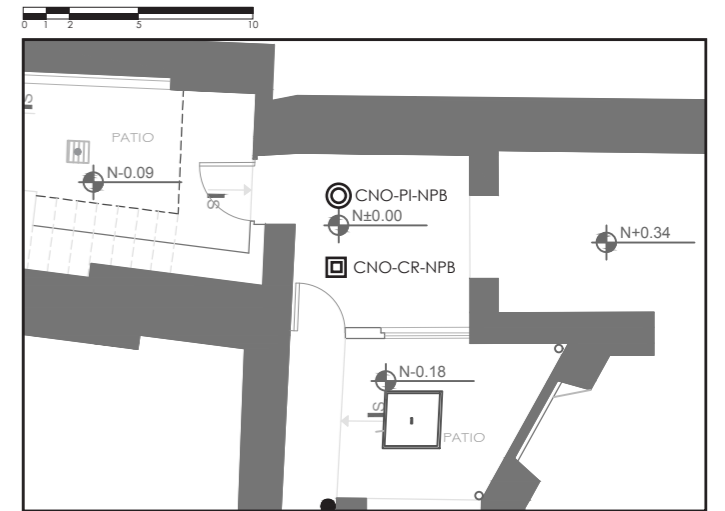 0 1 2 5 10
S
PATIO
N-0.09
S
CNO-PI-NPB
N±0.00
N+0.34
CNO-CR-NPB
N-0.18
S
PATIO